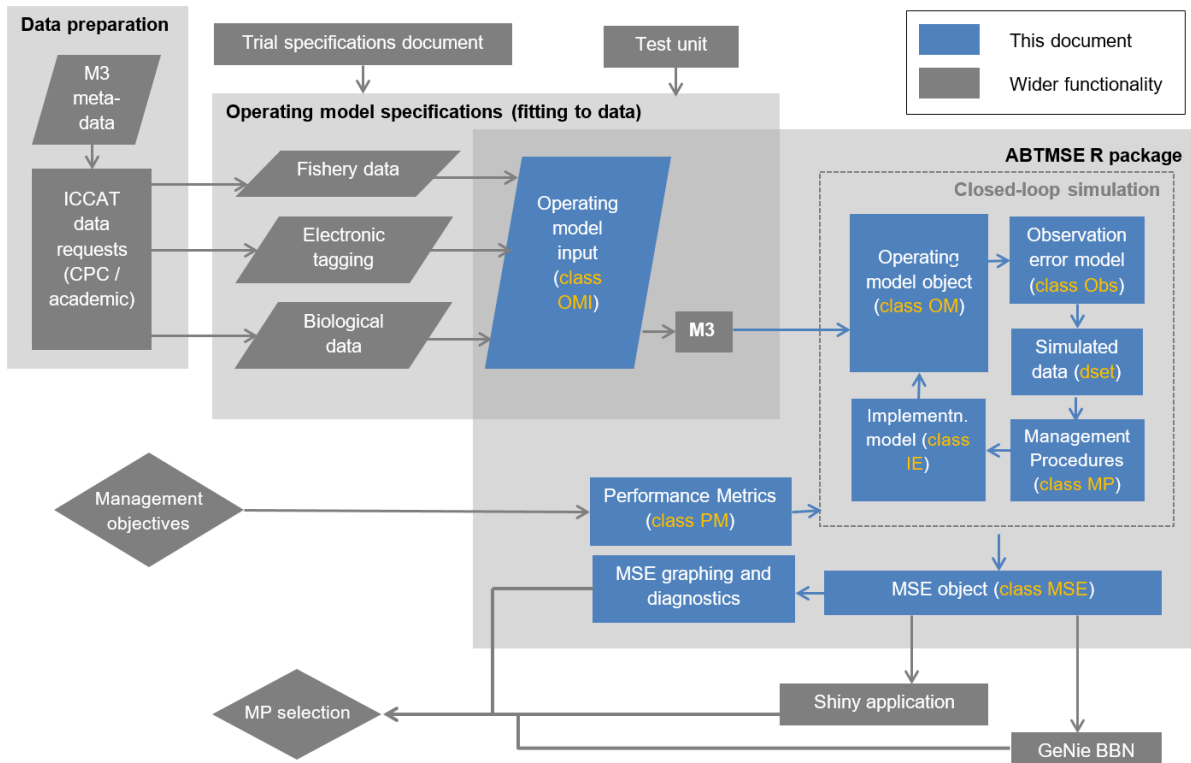 Data preparation
M3
meta-
data
ICCAT
data
requests
(CPC /
academic)
Trial specifications document
Test unit
This document
Wider functionality
Operating model specifications (fitting to data)
Fishery data
Electronic
tagging
Biological
data
Operating
model
input
(class
OMI)
M3
ABTMSE R package
Closed-loop simulation
Operating
model object
(class OM)
Observation
error model
(class Obs)
Simulated
data (dset)
Management
Procedures
(class MP)
Implementn.
model (class
IE)
Management
objectives
Performance Metrics
(class PM)
MSE graphing and
diagnostics
MSE object (class MSE)
MP selection
Shiny application
GeNie BBN